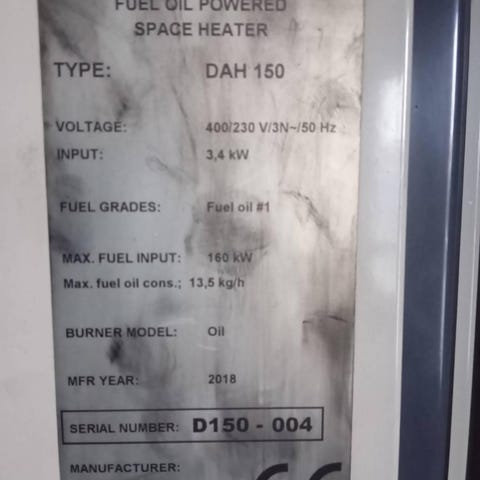 FUEL OIL POWERED
SPACE HEATER
TYPE: DAH 150
VOLTAGE: 400/230 V/3N~/50 Hz
INPUT: 3,4 kW
FUEL GRADES: Fuel oil #1
MAX. FUEL INPUT: 160 kW
Max. fuel oil cons.; 13,5 kg/h
BURNER MODEL: Oil
MFR YEAR: 2018
SERIAL NUMBER: D150 - 004
MANUFACTURER:
CE